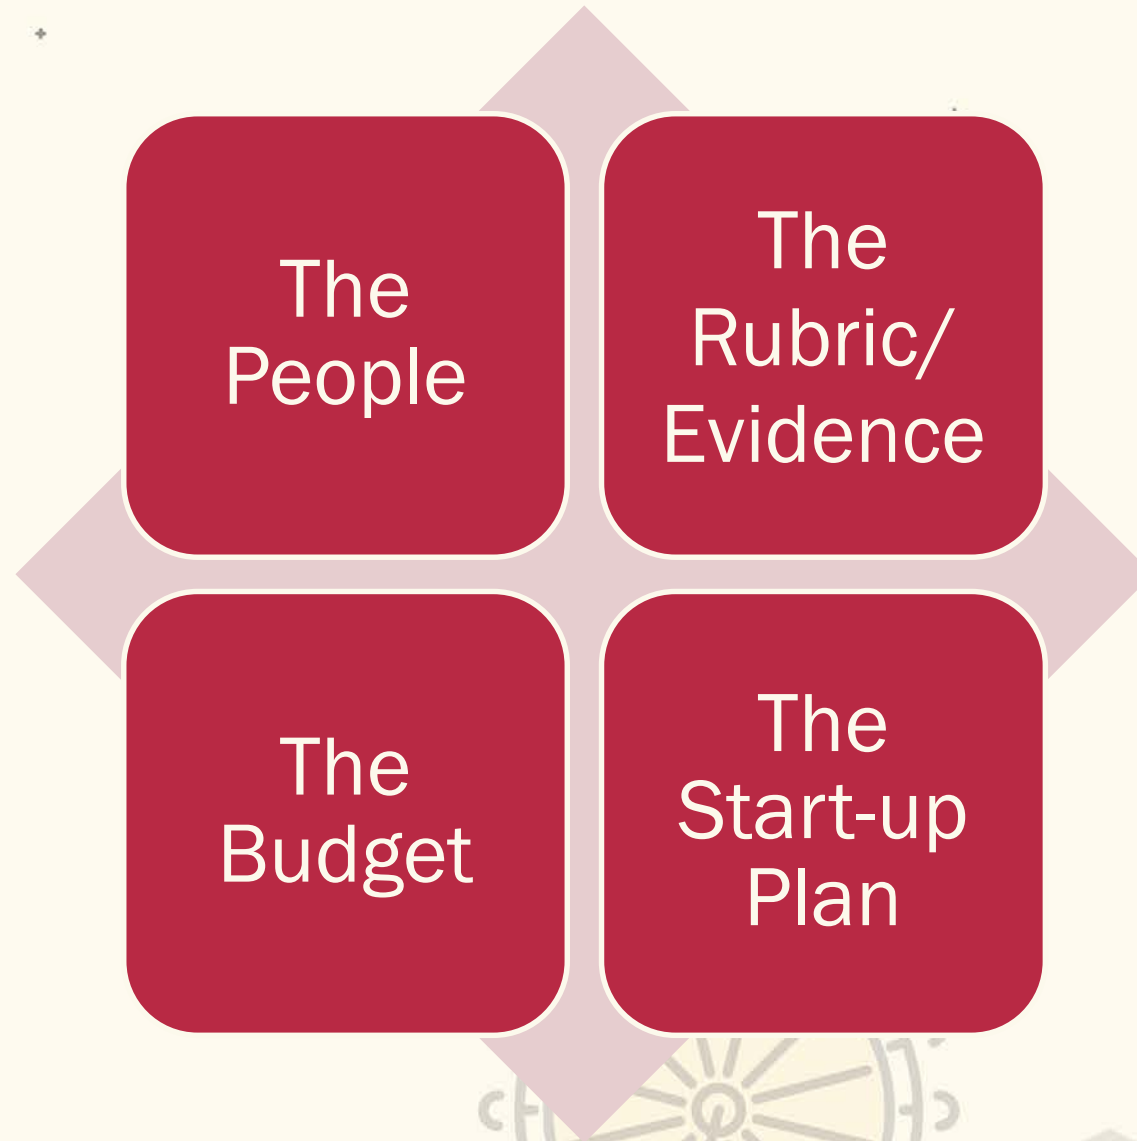 The
People
The
Rubric/
Evidence
The
Budget
The
Start-up
Plan